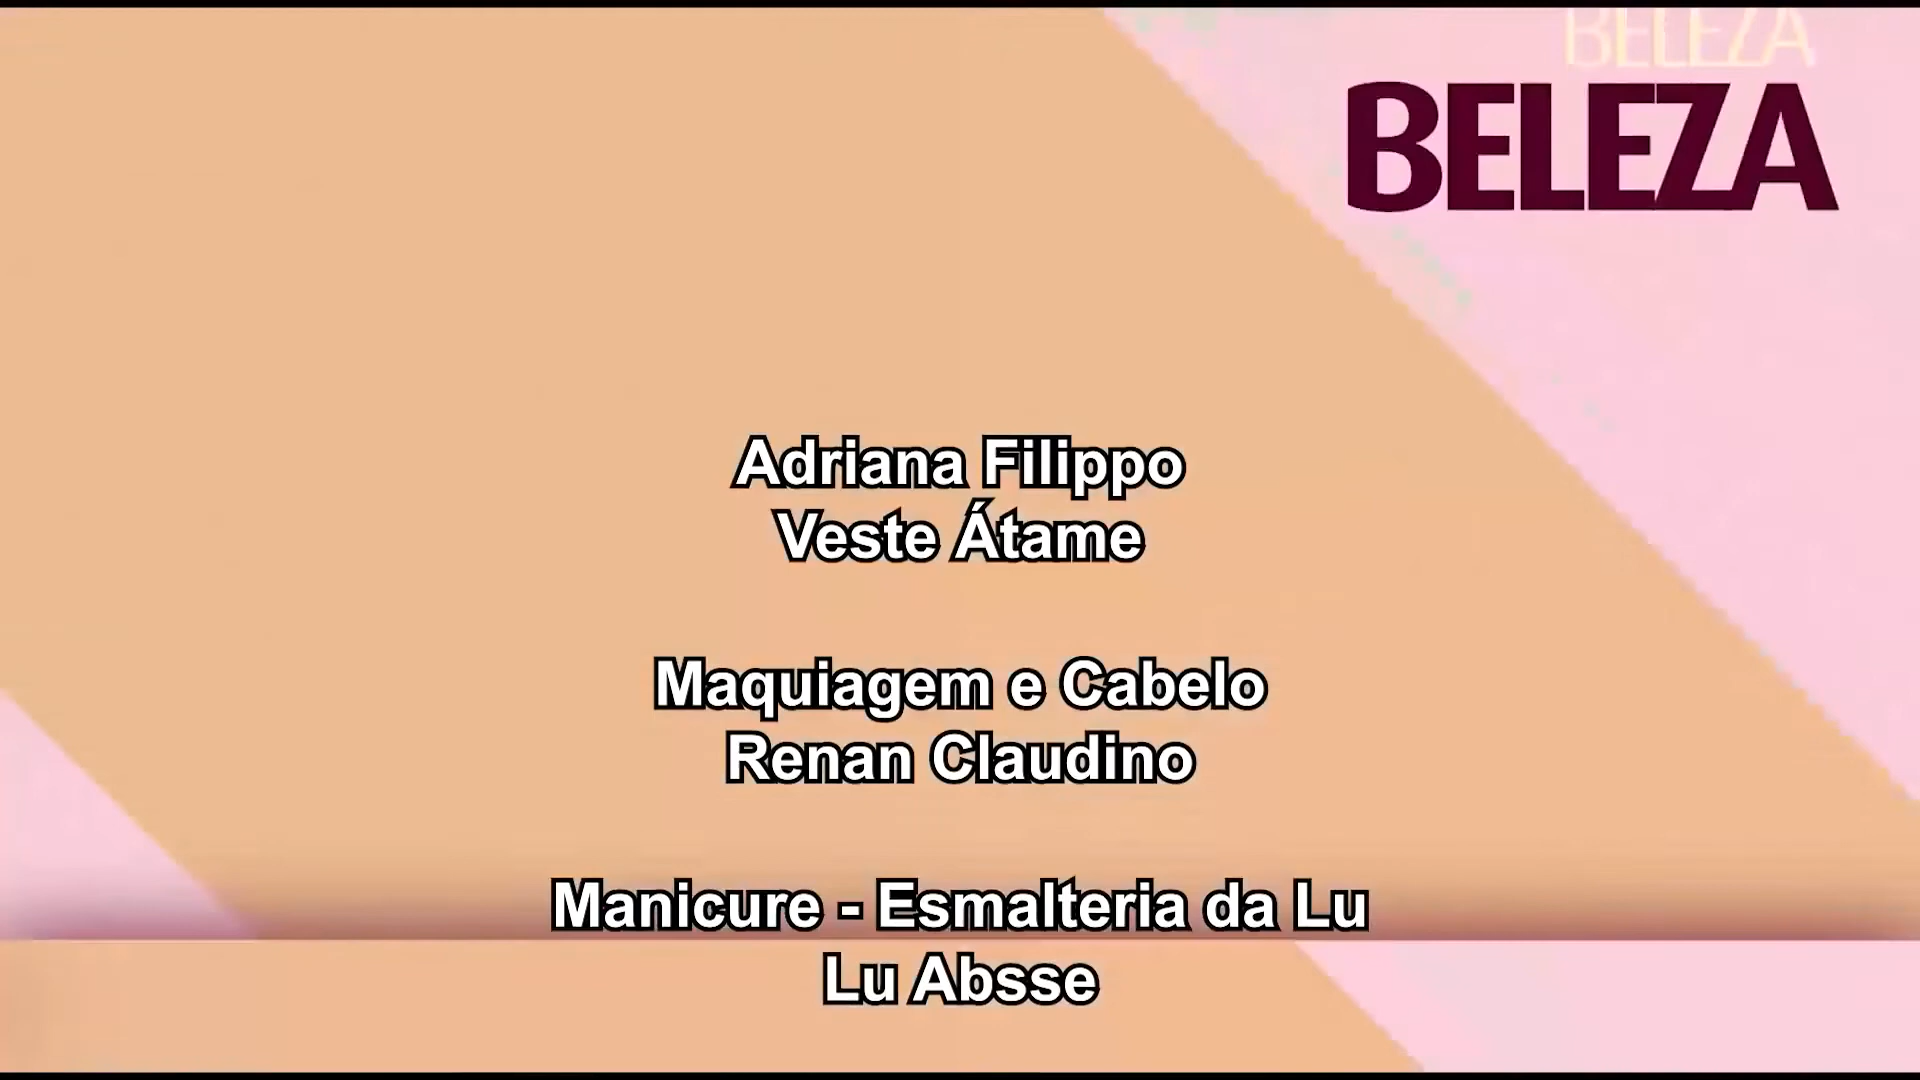 BELEZA
BELEZA
Adriana Filippo
Veste Átame
Maquiagem e Cabelo
Renan Claudino
Manicure - Esmalteria da Lu
Lu Absse